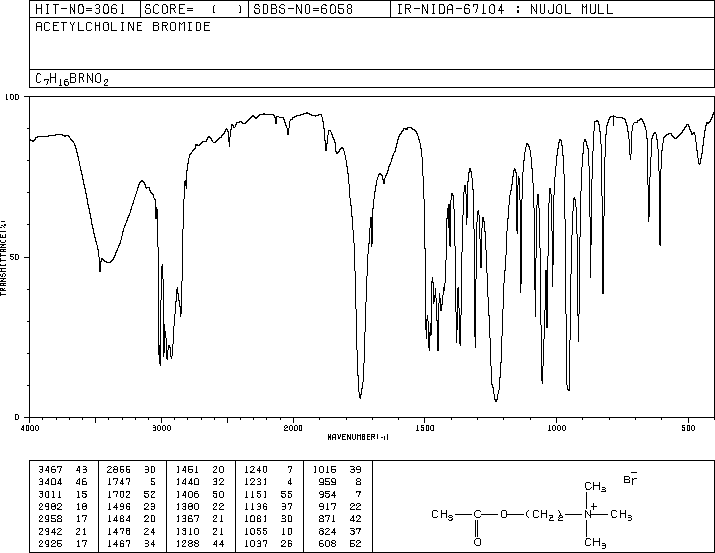 HIT-NO=3061 SCORE= ( ) SDBS-NO=6058 IR-NIDA-67104 : NUJOL MULL
ACETYLCHOLINE BROMIDE
C7H16BRNO2
100
50
0
TRANSMITTANCE(%)
4000 3000 2000 1500 1000 500
WAVENUMBER(-1)
3467 43 2866 30 1461 20 1240 7 1016 39
3404 46 1747 5 1440 32 1231 4 959 8
3011 15 1702 52 1406 50 1151 55 954 7
2982 18 1496 23 1380 22 1136 37 917 22
2958 17 1484 20 1367 21 1081 30 871 42
2942 21 1478 24 1310 21 1055 10 824 37
2925 17 1467 34 1288 44 1037 26 608 52
CH3 Br−
CH3 C O (CH2)2 N+ CH3
O CH3